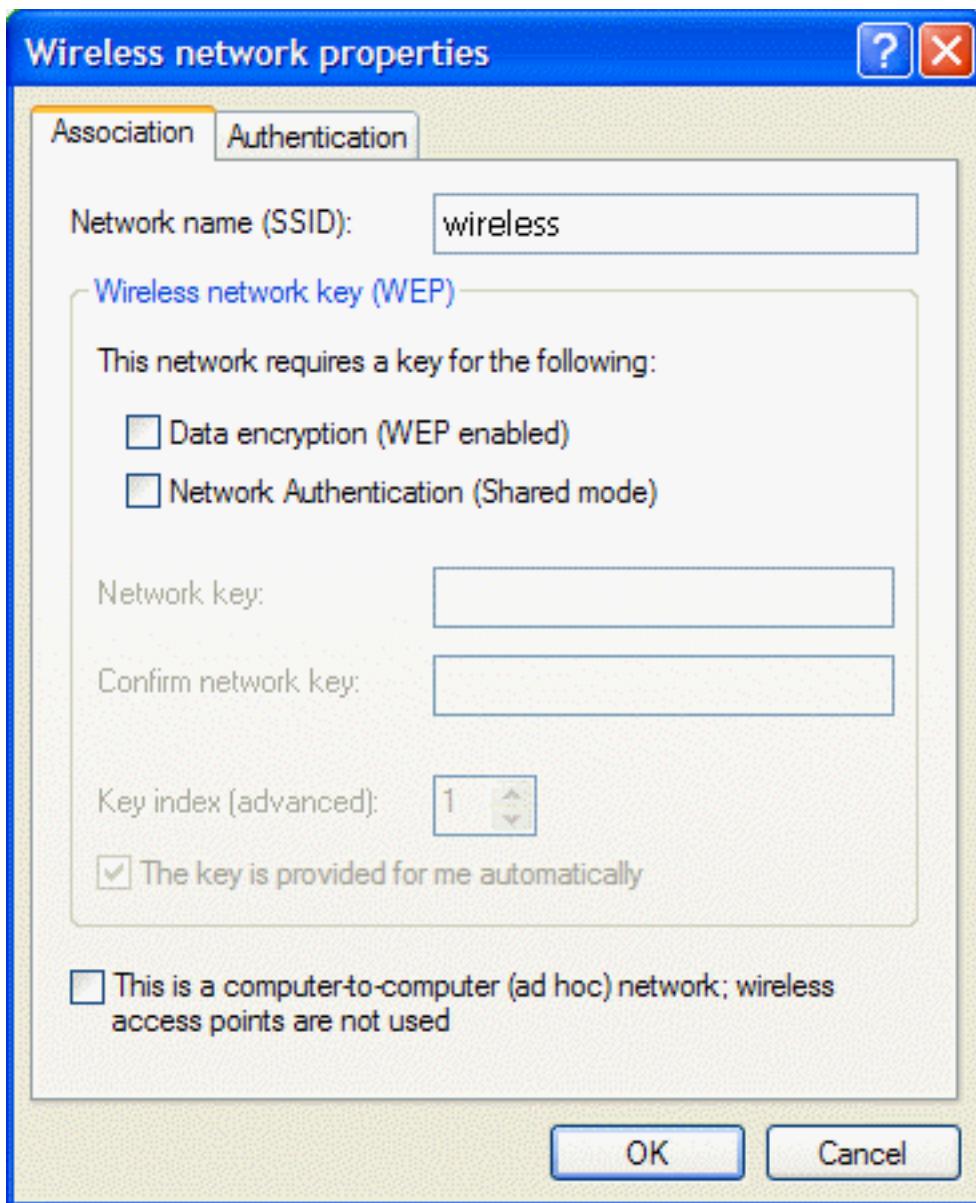 Wireless network properties
Association
Authentication
Network name (SSID):
wireless
Wireless network key (WEP)
This network requires a key for the following:
Data encryption (WEP enabled)
Network Authentication (Shared mode)
Network key:
Confirm network key:
Key index (advanced):
1
The key is provided for me automatically
This is a computer-to-computer (ad hoc) network; wireless
access points are not used
OK
Cancel